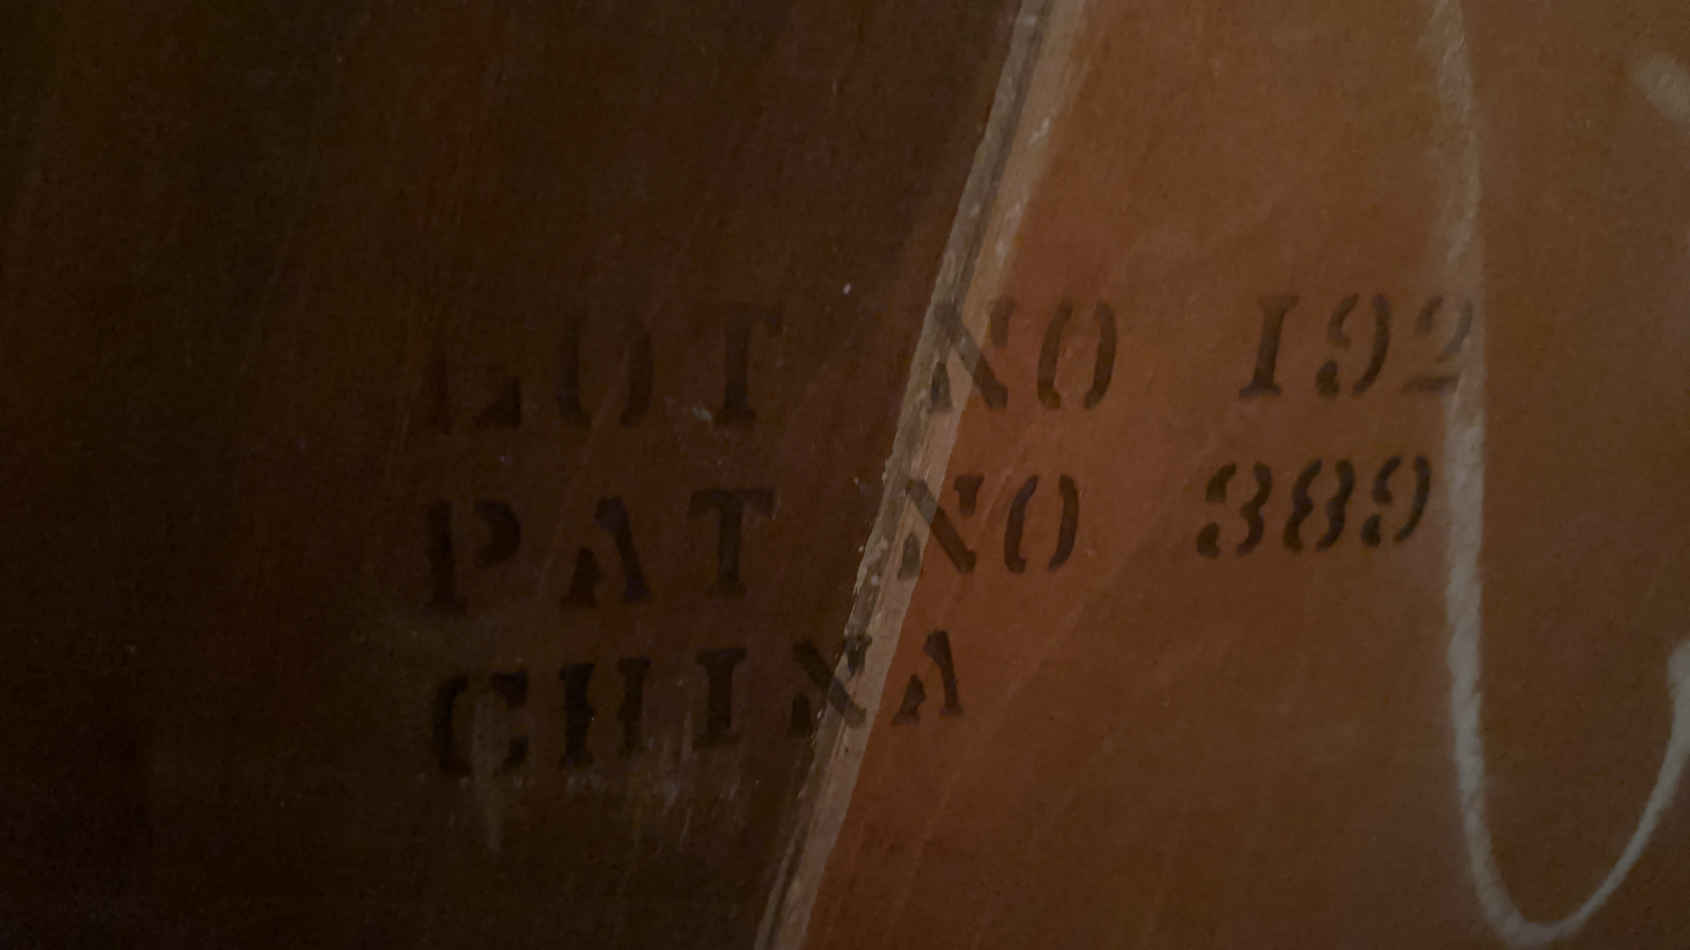 LOT NO 192
PAT NO 389
CHINA